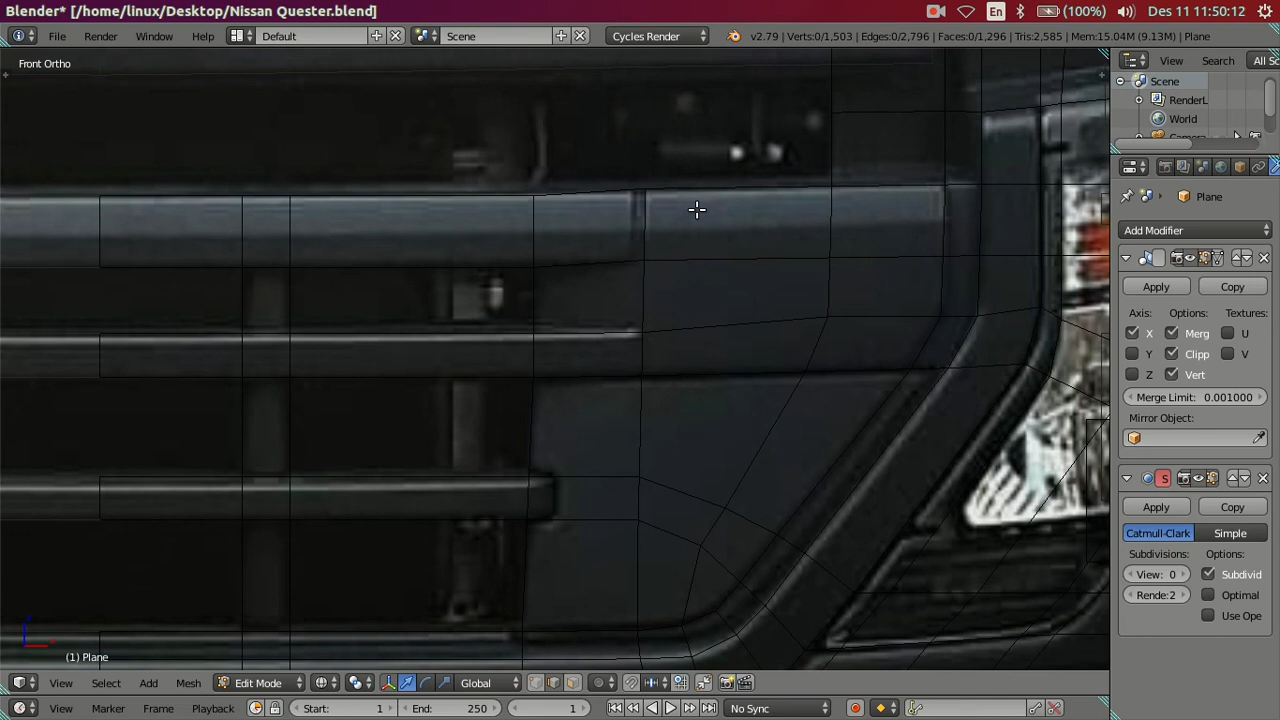 Blender* [/home/linux/Desktop/Nissan Quester.blend]
En
(100%)
Des 11 11:50:12
File
Render
Window
Help
Default
Scene
Cycles Render
v2.79 | Verts:0/1,503 | Edges:0/2,796 | Faces:0/1,296 | Tris:2,585 | Mem:15.04M (9.13M) | Plane
Front Ortho
View
Search
All Sc
Scene
RenderL
World
Camera
Plane
Add Modifier
Apply
Copy
Axis:
Options:
Textures:
X
Merg
U
Y
Clipp
V
Z
Vert
Merge Limit: 0.001000
Mirror Object:
S
Apply
Copy
Catmull-Clark
Simple
Subdivisions:
Options:
View: 0
Subdivid
Rende:2
Optimal
Use Ope
(1) Plane
View
Select
Add
Mesh
Edit Mode
Global
View
Marker
Frame
Playback
Start:
1
End:
250
1
No Sync